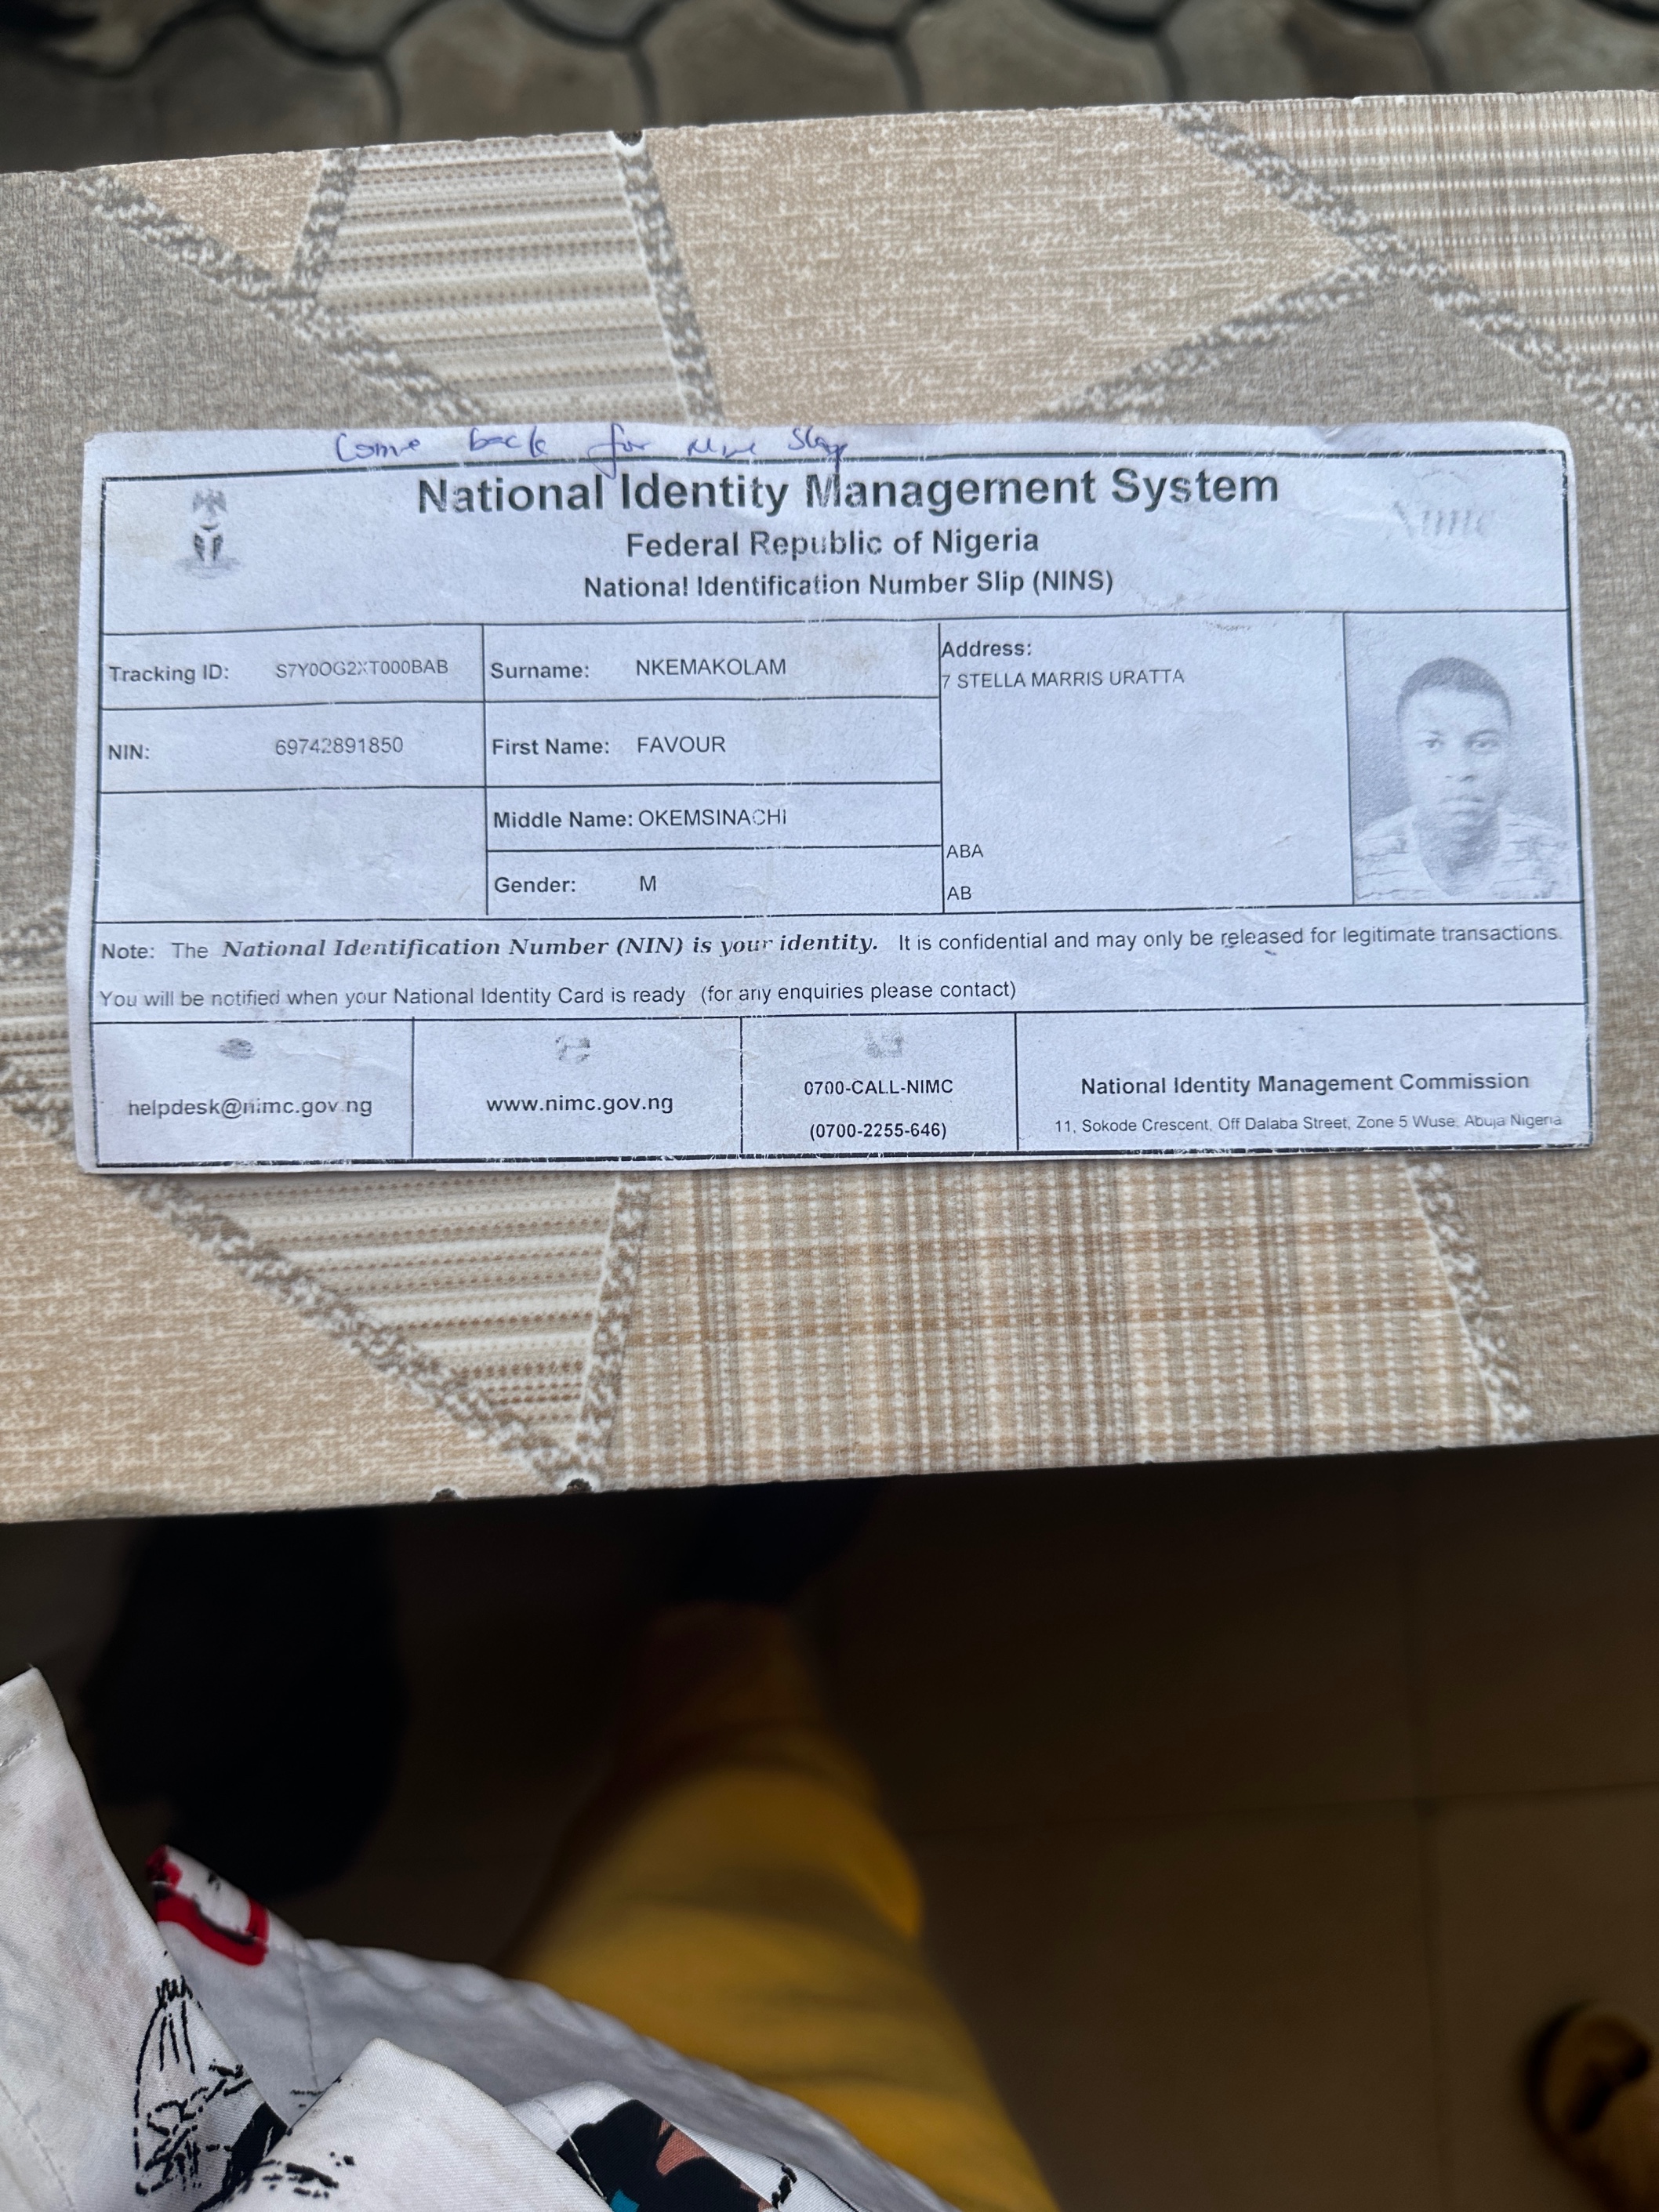 Come back for
National Identity Management System
Federal Republic of Nigeria
National Identification Number Slip (NINS)
Nimc
Tracking ID: S7Y0OG2XT000BAB
NIN: 69742891850
Surname: NKEMAKOLAM
First Name: FAVOUR
Middle Name: OKEMSINACHI
Gender: M
Address:
7 STELLA MARRIS URATTA
ABA
AB
Note: The National Identification Number (NIN) is your identity. It is confidential and may only be released for legitimate transactions.
You will be notified when your National Identity Card is ready (for any enquiries please contact)
helpdesk@nimc.gov.ng
www.nimc.gov.ng
0700-CALL-NIMC
(0700-2255-646)
National Identity Management Commission
11, Sokode Crescent, Off Dalaba Street, Zone 5 Wuse, Abuja Nigeria